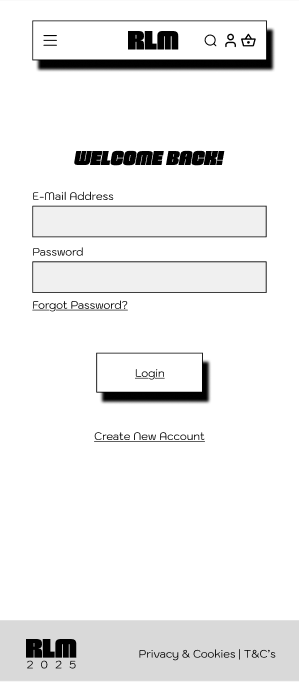 RLM
WELCOME BACK!
E-Mail Address
Password
Forgot Password?
Login
Create New Account
RLM
2025
Privacy & Cookies | T&C's